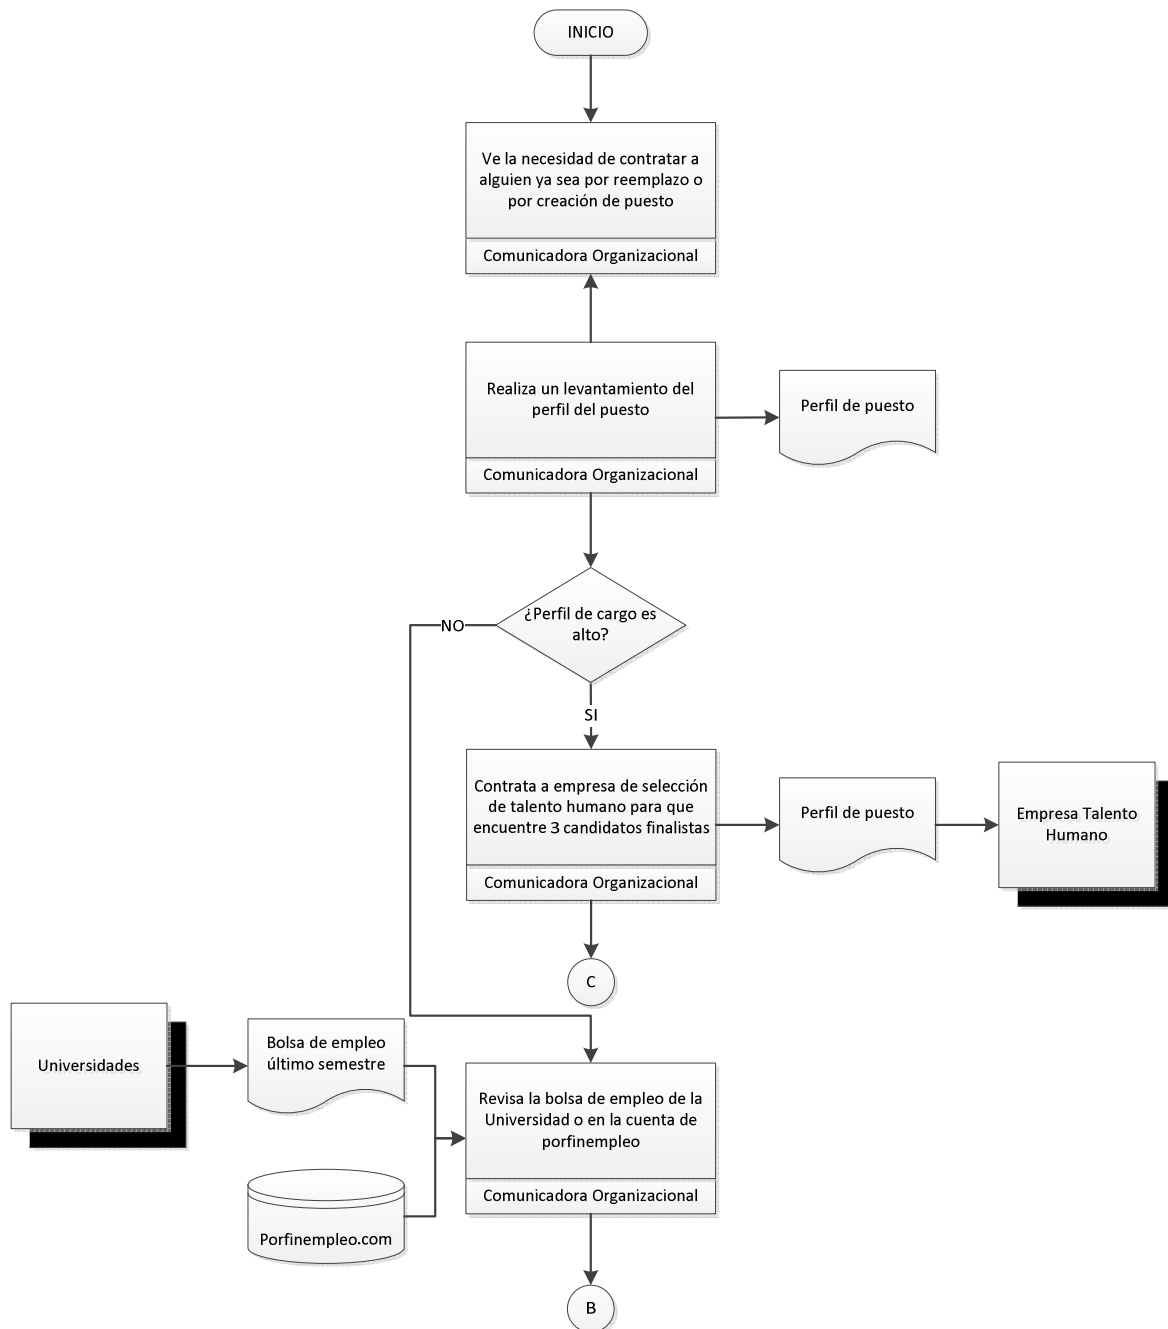 INICIO
Ve la necesidad de contratar a
alguien ya sea por reemplazo o
por creación de puesto
Comunicadora Organizacional
Realiza un levantamiento del
perfil del puesto
Comunicadora Organizacional
Perfil de puesto
¿Perfil de cargo es
alto?
NO
SI
Contrata a empresa de selección
de talento humano para que
encuentre 3 candidatos finalistas
Comunicadora Organizacional
Perfil de puesto
Empresa Talento
Humano
C
Universidades
Bolsa de empleo
último semestre
Porfinempleo.com
Revisa la bolsa de empleo de la
Universidad o en la cuenta de
porfinempleo
Comunicadora Organizacional
B